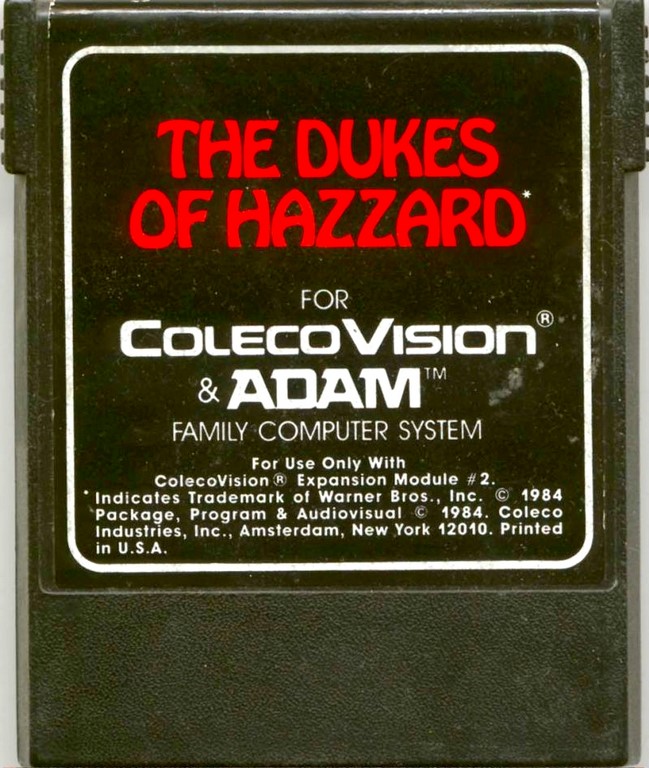 THE DUKES
OF HAZZARD*
FOR
COLECOVISION®
& ADAM™
FAMILY COMPUTER SYSTEM
For Use Only With
ColecoVision® Expansion Module #2.
* Indicates Trademark of Warner Bros., Inc. © 1984
Package, Program & Audiovisual © 1984. Coleco
Industries, Inc., Amsterdam, New York 12010. Printed
in U.S.A.